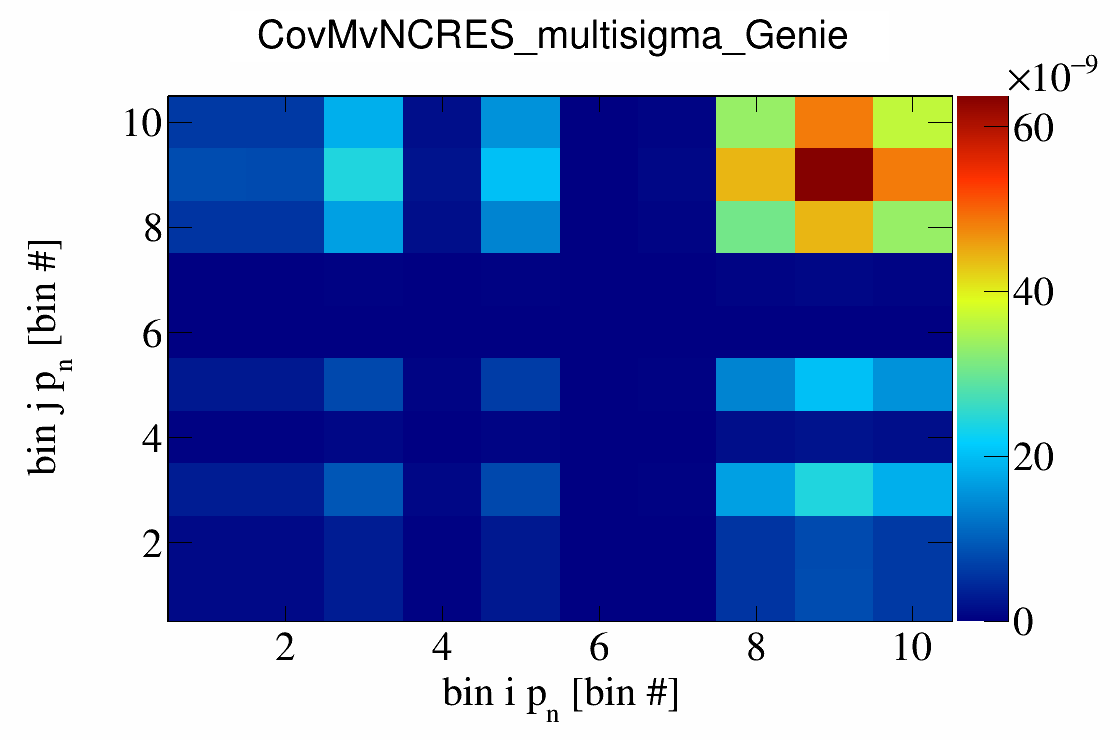 CovMvNCRES_multisigma_Genie
×10⁻⁹
10
8
6
4
2
60
40
20
0
2 4 6 8 10
bin j pₙ [bin #]
bin i pₙ [bin #]